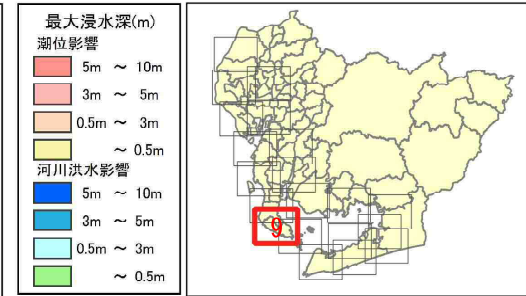 最大浸水深(m)
潮位影響
5m ～ 10m
3m ～ 5m
0.5m ～ 3m
～ 0.5m
河川洪水影響
5m ～ 10m
3m ～ 5m
0.5m ～ 3m
～ 0.5m
9